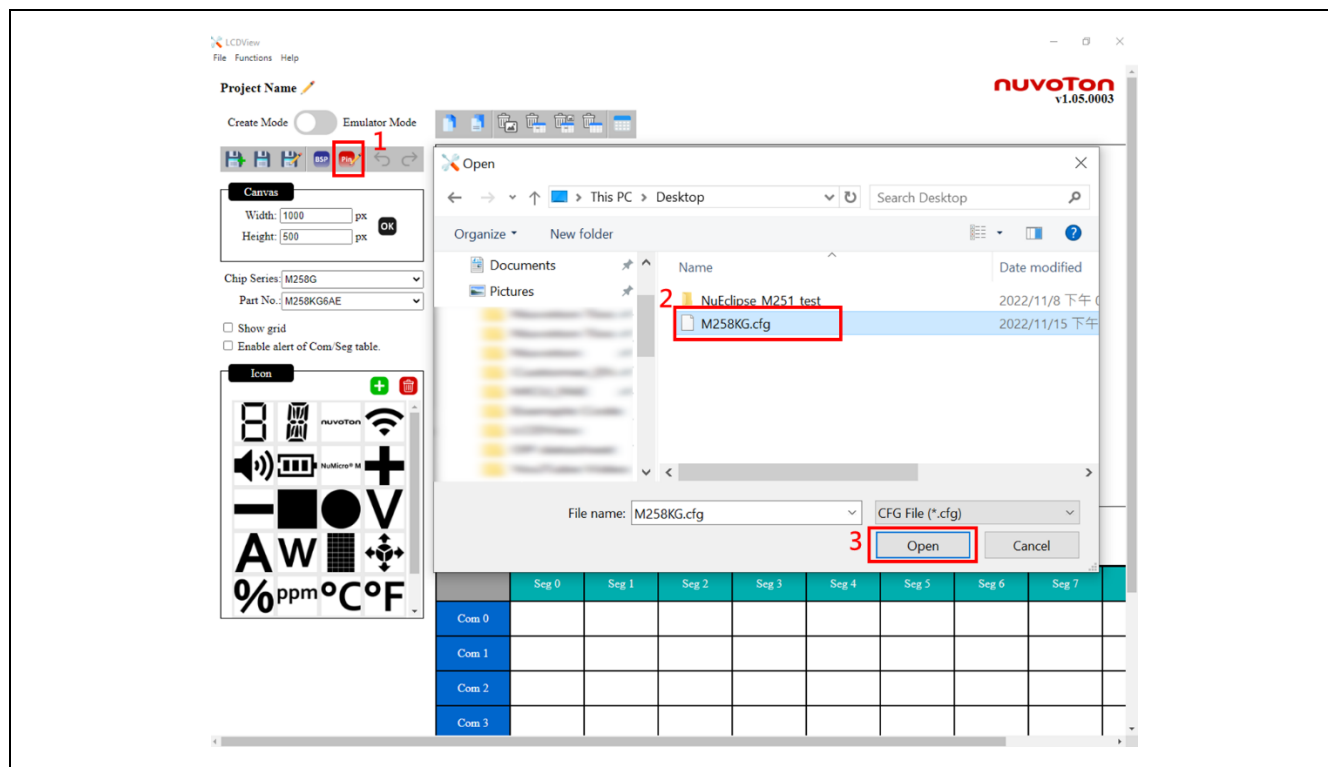 LCDView
File Functions Help
Project Name
nuvoTon
v1.05.0003
Create Mode
Emulator Mode
1
BSP
Pin
Canvas
Width: 1000 px
OK
Height: 500 px
Chip Series: M258G
Part No.: M258KG6AE
Show grid
Enable alert of Com/Seg table.
Icon
nuvoTon
NuMicro® M
V
A W
% ppm °C °F
Open
This PC > Desktop
Search Desktop
Organize
New folder
Documents
Pictures
Name
Date modified
NuEclipse M251 test
2022/11/8 下午
2
M258KG.cfg
2022/11/15 下午
File name: M258KG.cfg
CFG File (*.cfg)
3
Open
Cancel
Seg 0 Seg 1 Seg 2 Seg 3 Seg 4 Seg 5 Seg 6 Seg 7
Com 0
Com 1
Com 2
Com 3